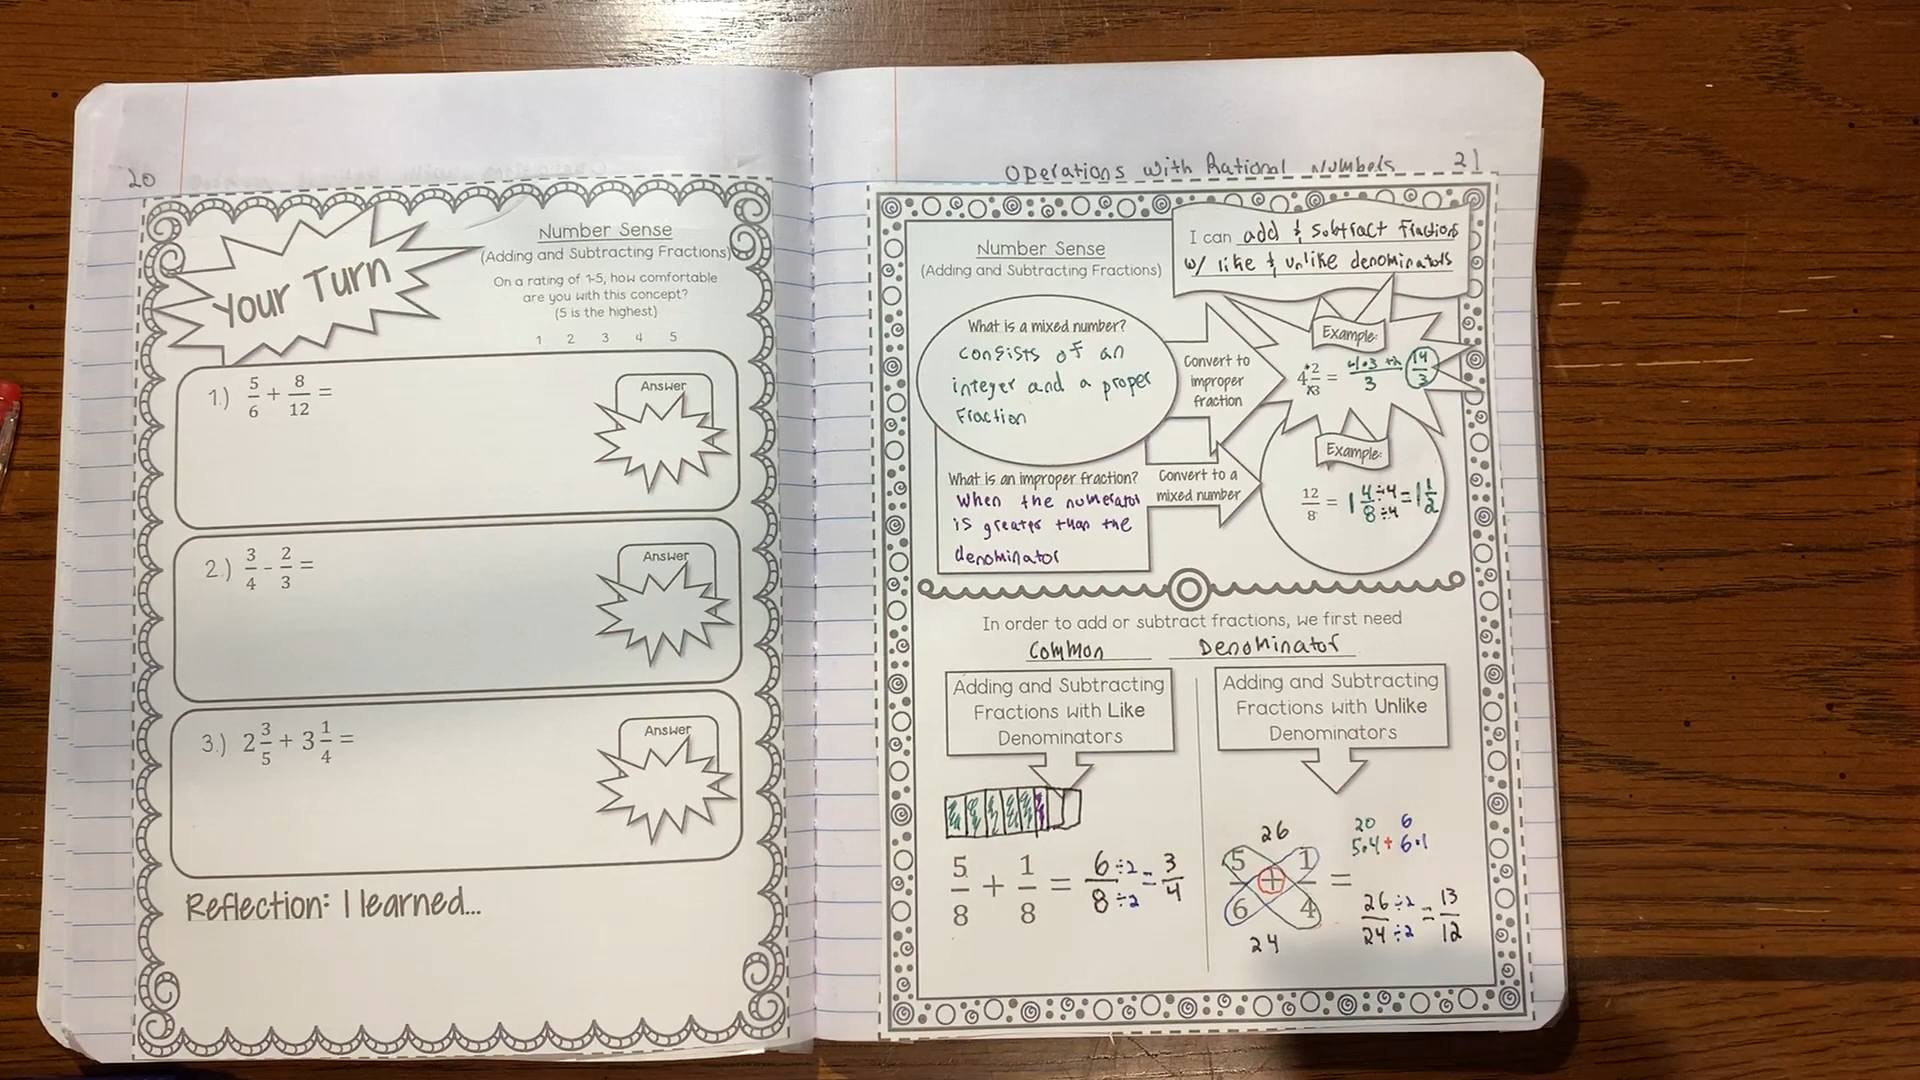 20
Your Turn
Number Sense
(Adding and Subtracting Fractions)
On a rating of 1-5, how comfortable
are you with this concept?
(5 is the highest)
1 2 3 4 5
1.) 5/6 + 8/12 =
Answer
2.) 3/4 - 2/3 =
Answer
3.) 2 3/5 + 3 1/4 =
Answer
Reflection: I learned...
Operations with Rational Numbers 21
Number Sense
(Adding and Subtracting Fractions)
I can add & subtract fractions
w/ like & unlike denominators
What is a mixed number?
consists of an
integer and a proper
fraction
Convert to
improper
fraction
Example:
4 +2/x3 = 4•3+2/3 14/3
What is an improper fraction?
When the numerator
is greater than the
denominator
Convert to a
mixed number
Example:
12/8 = 1 4÷4/8÷4 = 1 1/2
In order to add or subtract fractions, we first need
Common Denominator
Adding and Subtracting
Fractions with Like
Denominators
5/8 + 1/8 = 6÷2/8÷2 = 3/4
Adding and Subtracting
Fractions with Unlike
Denominators
26
20 6
5•4 + 6•1
5/6 + 1/4 =
24
26÷2/24÷2 = 13/12